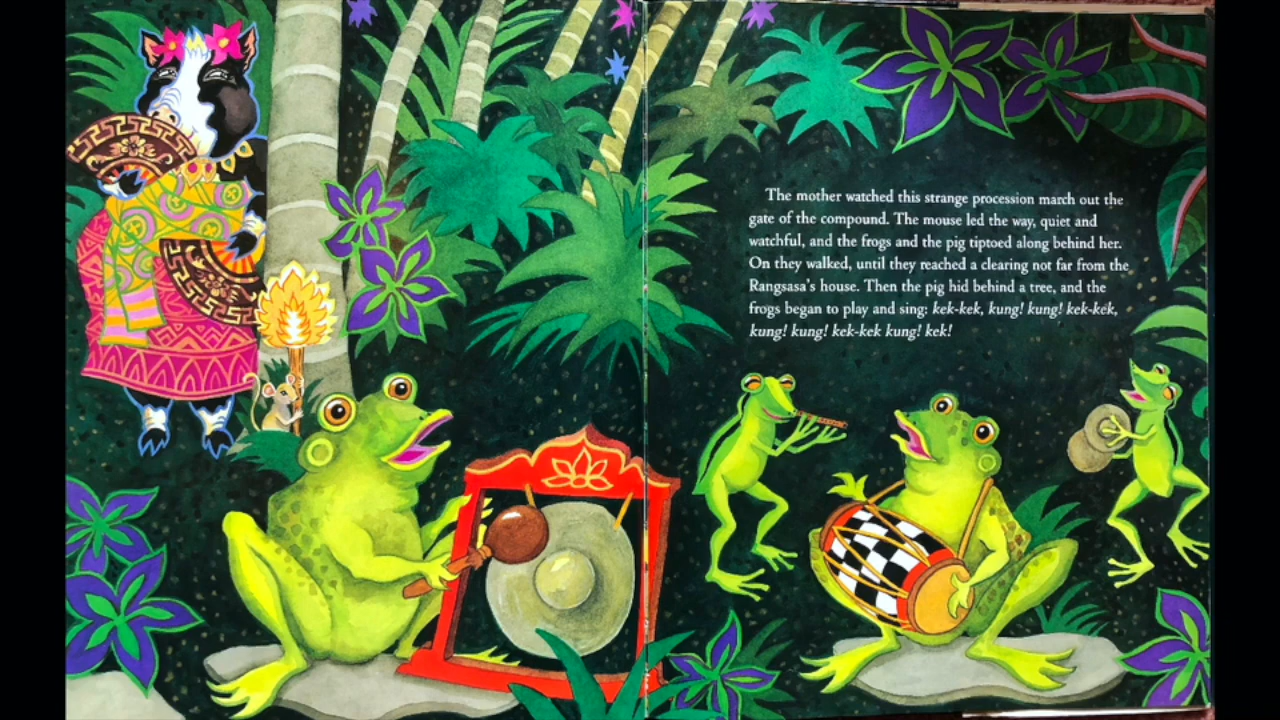 The mother watched this strange procession march out the
gate of the compound. The mouse led the way, quiet and
watchful, and the frogs and the pig tiptoed along behind her.
On they walked, until they reached a clearing not far from the
Rangsasa's house. Then the pig hid behind a tree, and the
frogs began to play and sing: kek-kek, kung! kung! kek-kek,
kung! kung! kek-kek kung! kek!